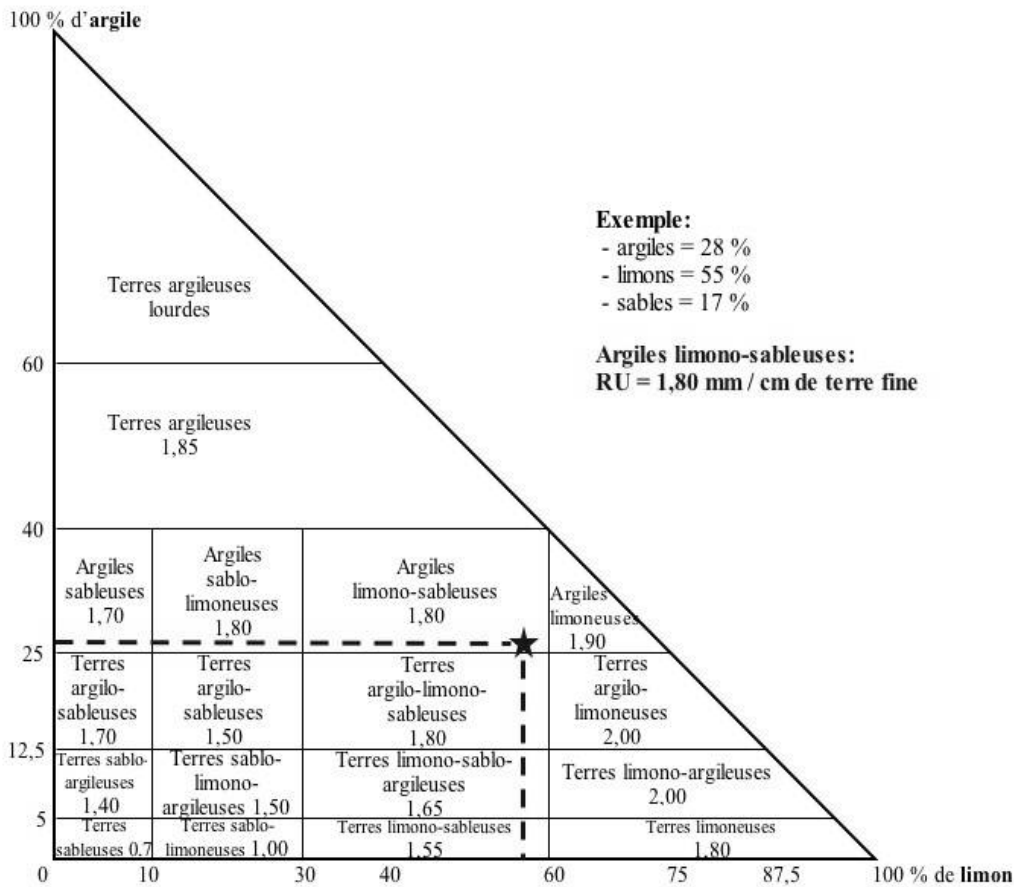 100 % d'argile
Exemple:
- argiles = 28 %
- limons = 55 %
- sables = 17 %
Argiles limono-sableuses:
RU = 1,80 mm / cm de terre fine
Terres argileuses
lourdes
60
Terres argileuses
1,85
40
Argiles
sableuses
1,70
Argiles
sablo-
limoneuses
1,80
Argiles
limono-sableuses
1,80
Argiles
limoneuses
1,90
25
Terres
argilo-
sableuses
1,70
Terres
argilo-
sableuses
1,50
Terres
argilo-limono-
sableuses
1,80
Terres
argilo-
limoneuses
2,00
12,5
Terres sablo-
argileuses
1,40
Terres sablo-
limono-
argileuses 1,50
Terres limono-sablo-
argileuses
1,65
Terres limono-argileuses
2,00
5
Terres
sableuses 0,7
Terres sablo-
limoneuses 1,00
Terres limono-sableuses
1,55
Terres limoneuses
1,80
0
10
30
40
60
75
87,5
100 % de limon